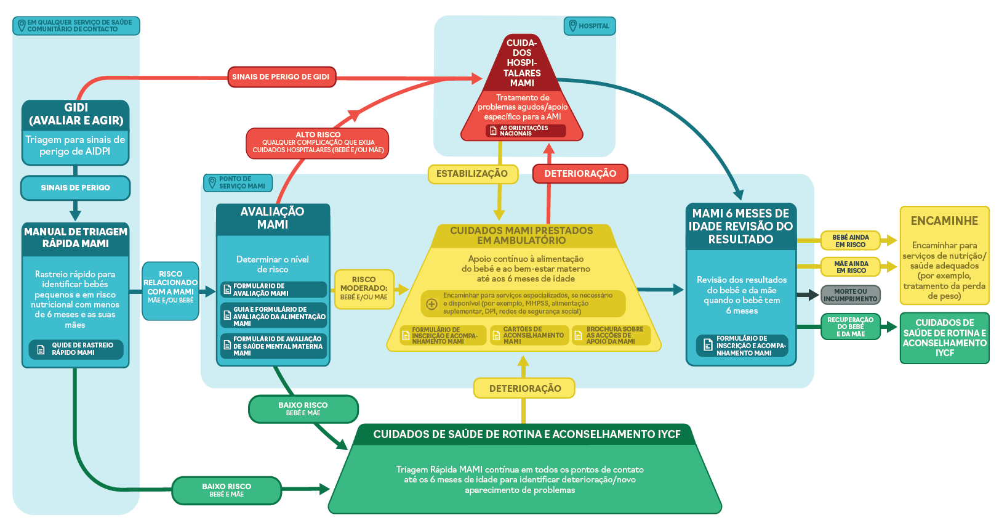 EM QUALQUER SERVIÇO DE SAÚDE
COMUNITÁRIO DE CONTACTO
GIDI
(AVALIAR E AGIR)
Triagem para sinais de
perigo de AIDPI
SINAIS DE PERIGO
MANUAL DE TRIAGEM
RÁPIDA MAMI
Rastreio rápido para
identificar bebés
pequenos e em risco
nutricional com menos
de 6 meses e as suas
mães
QUIDE DE RASTREIO
RÁPIDO MAMI
SINAIS DE PERIGO DE GIDI
ALTO RISCO
QUALQUER COMPLICAÇÃO QUE EXIJA
CUIDADOS HOSPITALARES (BEBÉ E/OU MÃE)
RISCO
RELACIONADO
COM A MAMI
MÃE E/OU BEBÉ
HOSPITAL
CUIDA-
DOS
HOSPI-
TALARES
MAMI
Tratamento de
problemas agudos/apoio
específico para a AMI
AS ORIENTAÇÕES
NACIONAIS
ESTABILIZAÇÃO
DETERIORAÇÃO
PONTO DE
SERVIÇO MAMI
AVALIAÇÃO
MAMI
Determinar o nível
de risco
FORMULÁRIO DE
AVALIAÇÃO MAMI
GUIA E FORMULÁRIO DE
AVALIAÇÃO DA ALIMENTAÇÃO
MAMI
FORMULÁRIO DE AVALIAÇÃO
DE SAÚDE MENTAL MATERNA
MAMI
RISCO
MODERADO:
BEBÉ E/OU MÃE
CUIDADOS MAMI PRESTADOS
EM AMBULATÓRIO
Apoio contínuo à alimentação
do bebé e ao bem-estar materno
até aos 6 meses de idade
Encaminhar para serviços especializados, se necessário
e disponível (por exemplo, MHPSS, alimentação
suplementar, DPI, redes de segurança social)
FORMULÁRIO DE
INSCRIÇÃO E ACOMPA-
NHAMENTO MAMI
CARTÕES DE
ACONSELHAMENTO
MAMI
BROCHURA SOBRE
AS ACÇÕES DE
APOIO DA MAMI
MAMI 6 MESES DE
IDADE REVISÃO DO
RESULTADO
Revisão dos resultados
do bebê e da mãe
quando o bebê tem
6 meses
FORMULÁRIO DE
INSCRIÇÃO E ACOMPA-
NHAMENTO MAMI
BEBÉ AINDA
EM RISCO
MÃE AINDA
EM RISCO
MORTE OU
INCUMPRIMENTO
RECUPERAÇÃO
DO BEBÉ
E DA MÃE
ENCAMINHE
Encaminhar para
serviços de nutrição/
saúde adequados
(por exemplo,
tratamento da perda
de peso)
CUIDADOS DE
SAÚDE DE ROTINA E
ACONSELHAMENTO
IYCF
DETERIORAÇÃO
BAIXO RISCO
BEBÉ E MÃE
BAIXO RISCO
BEBÉ E MÃE
CUIDADOS DE SAÚDE DE ROTINA E ACONSELHAMENTO IYCF
Triagem Rápida MAMI contínua em todos os pontos de contato
até os 6 meses de idade para identificar deterioração/novo
aparecimento de problemas